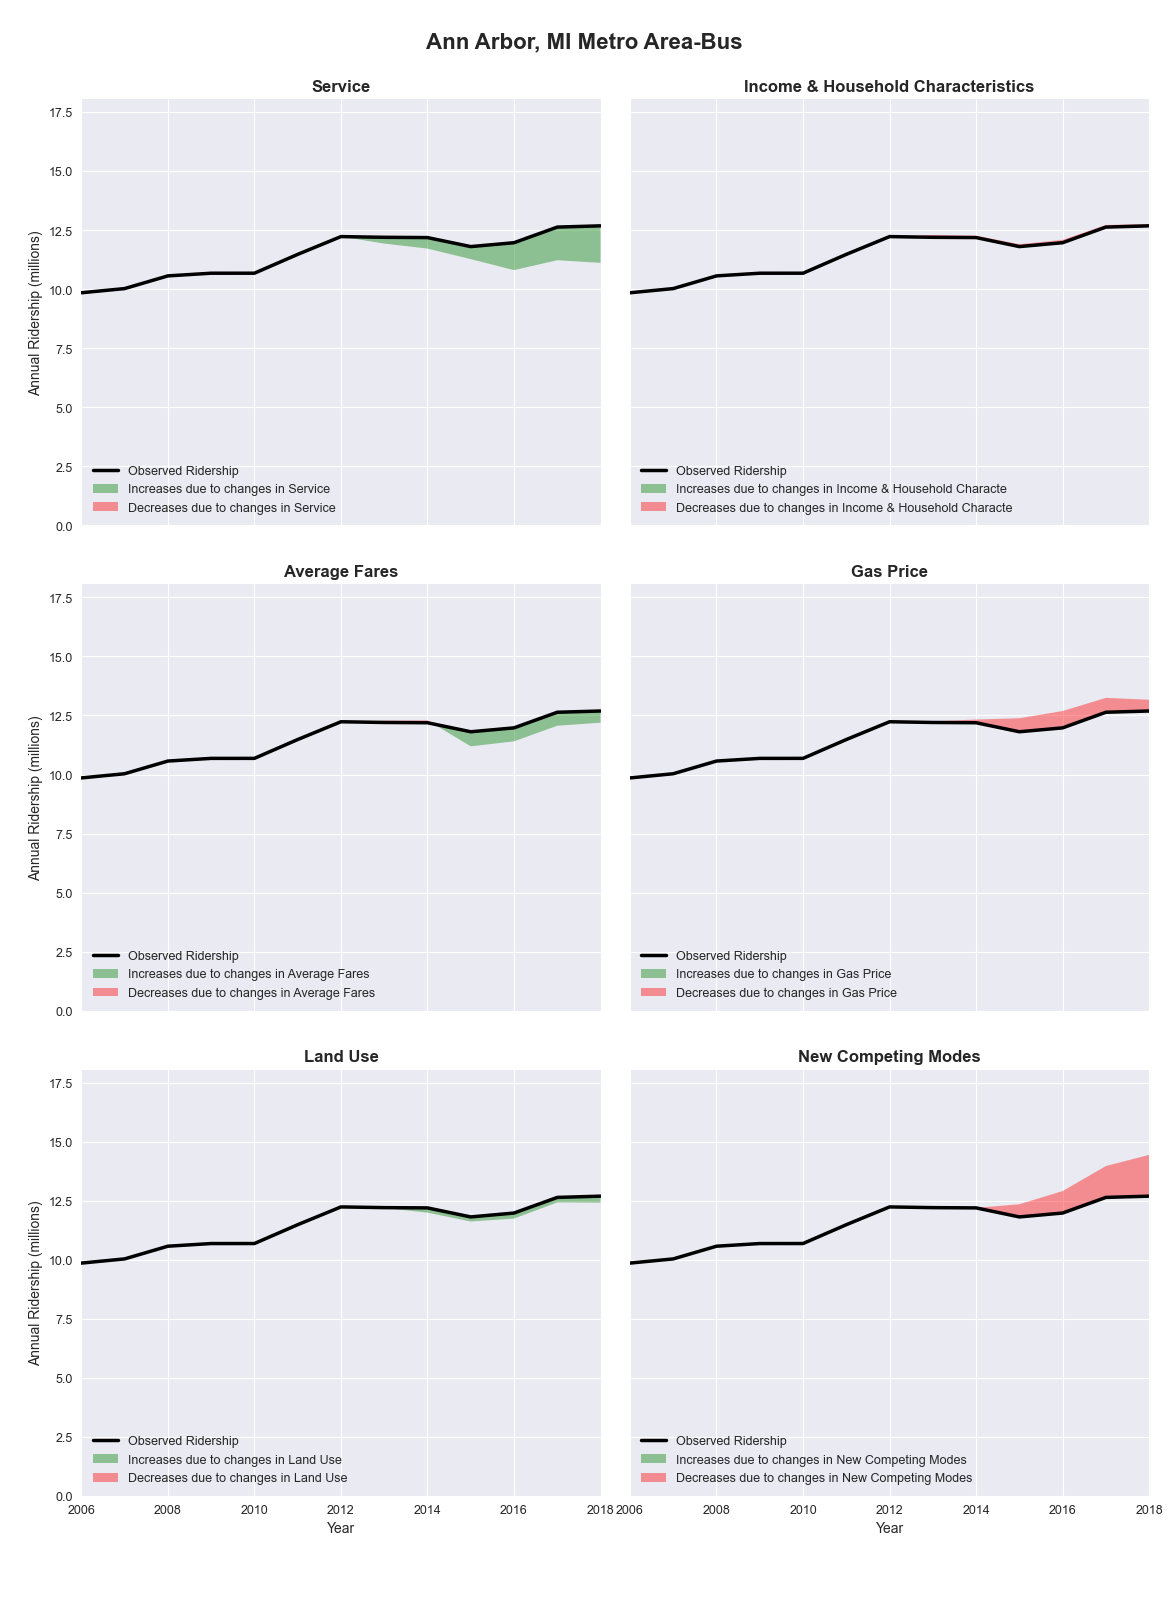 Ann Arbor, MI Metro Area-Bus
Service
Income & Household Characteristics
17.5
15.0
12.5
10.0
7.5
5.0
2.5
0.0
Annual Ridership (millions)
Observed Ridership
Increases due to changes in Service
Decreases due to changes in Service
Observed Ridership
Increases due to changes in Income & Household Characte
Decreases due to changes in Income & Household Characte
Average Fares
Gas Price
17.5
15.0
12.5
10.0
7.5
5.0
2.5
0.0
Annual Ridership (millions)
Observed Ridership
Increases due to changes in Average Fares
Decreases due to changes in Average Fares
Observed Ridership
Increases due to changes in Gas Price
Decreases due to changes in Gas Price
Land Use
New Competing Modes
17.5
15.0
12.5
10.0
7.5
5.0
2.5
0.0
Annual Ridership (millions)
Observed Ridership
Increases due to changes in Land Use
Decreases due to changes in Land Use
Observed Ridership
Increases due to changes in New Competing Modes
Decreases due to changes in New Competing Modes
2006 2008 2010 2012 2014 2016 2018
2006 2008 2010 2012 2014 2016 2018
Year
Year